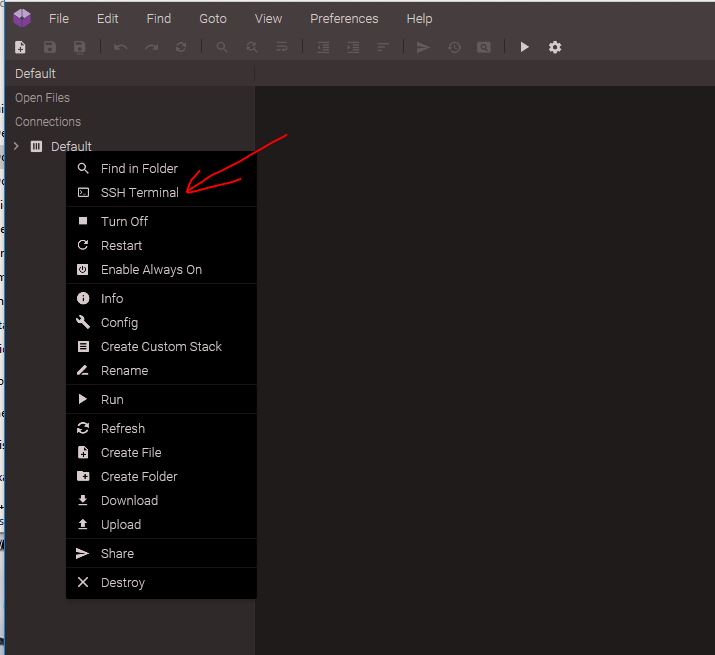 File Edit Find Goto View Preferences Help
Default
Open Files
Connections
Default
Find in Folder
SSH Terminal
Turn Off
Restart
Enable Always On
Info
Config
Create Custom Stack
Rename
Run
Refresh
Create File
Create Folder
Download
Upload
Share
Destroy